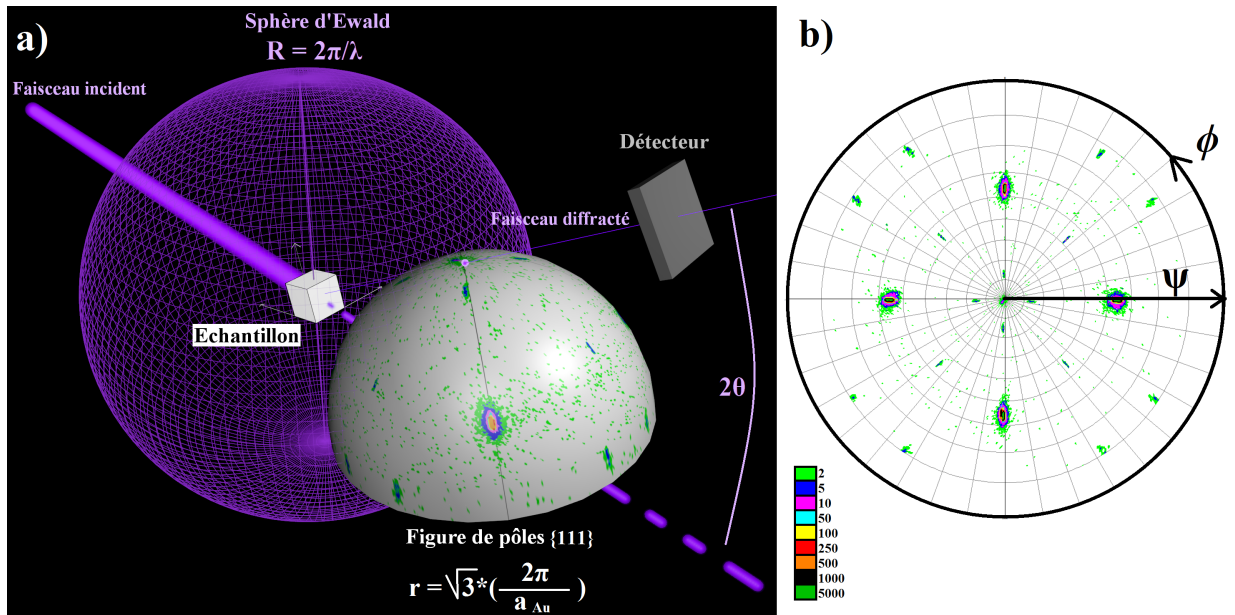 a)
Sphère d'Ewald
R = 2π/λ
Faisceau incident
Détecteur
Faisceau diffracté
Echantillon
2θ
Figure de pôles {111}
r = √3*(2π/a Au)
b)
ϕ
Ψ
2
5
10
50
100
250
500
1000
5000